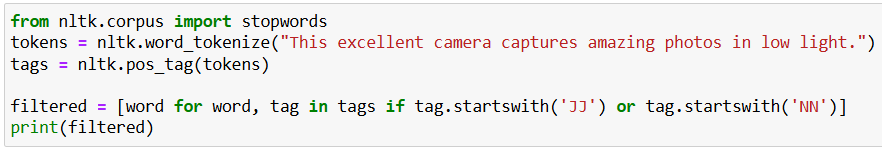 from nltk.corpus import stopwords
tokens = nltk.word_tokenize("This excellent camera captures amazing photos in low light.")
tags = nltk.pos_tag(tokens)
filtered = [word for word, tag in tags if tag.startswith('JJ') or tag.startswith('NN')]
print(filtered)